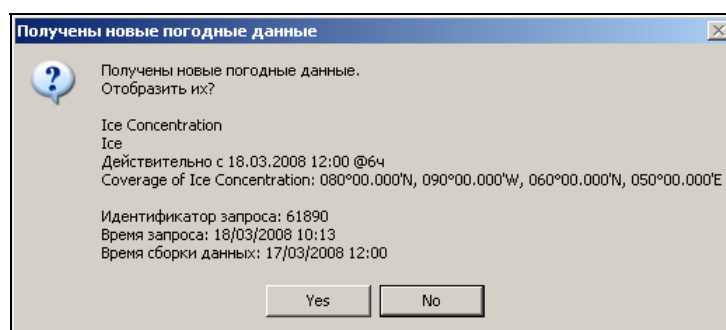 Получены новые погодные данные
Получены новые погодные данные.
Отобразить их?
Ice Concentration
Ice
Действительно с 18.03.2008 12:00 @6ч
Coverage of Ice Concentration: 080°00.000'N, 090°00.000'W, 060°00.000'N, 050°00.000'E
Идентификатор запроса: 61890
Время запроса: 18/03/2008 10:13
Время сборки данных: 17/03/2008 12:00
Yes No